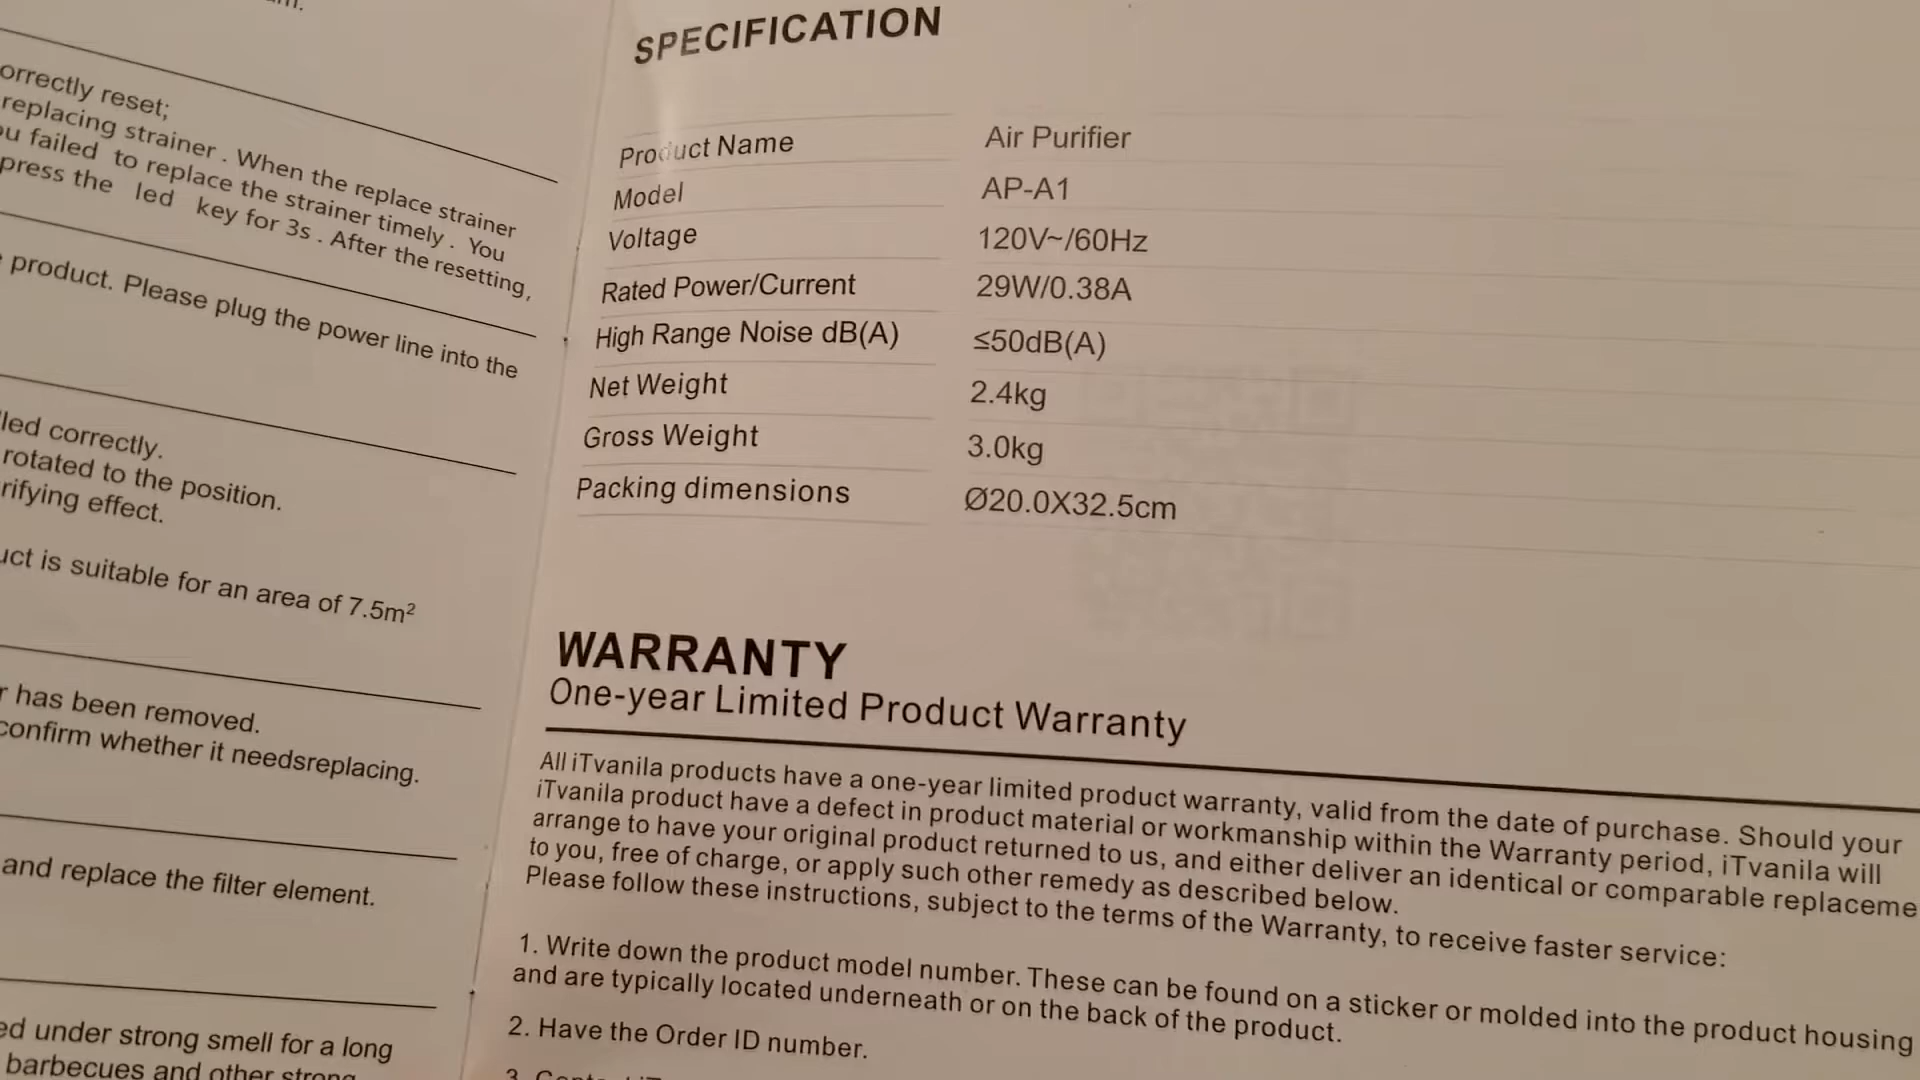 orrectly reset;
replacing strainer . When the replace strainer
ou failed to replace the strainer timely . You
press the led key for 3s . After the resetting,
product. Please plug the power line into the
led correctly.
rotated to the position.
rifying effect.
uct is suitable for an area of 7.5m²
r has been removed.
confirm whether it needsreplacing.
and replace the filter element.
ed under strong smell for a long
barbecues and other strong
SPECIFICATION
Product Name Air Purifier
Model AP-A1
Voltage 120V~/60Hz
Rated Power/Current 29W/0.38A
High Range Noise dB(A) ≤50dB(A)
Net Weight 2.4kg
Gross Weight 3.0kg
Packing dimensions Ø20.0X32.5cm
WARRANTY
One-year Limited Product Warranty
All iTvanila products have a one-year limited product warranty, valid from the date of purchase. Should your
iTvanila product have a defect in product material or workmanship within the Warranty period, iTvanila will
arrange to have your original product returned to us, and either deliver an identical or comparable replaceme
to you, free of charge, or apply such other remedy as described below.
Please follow these instructions, subject to the terms of the Warranty, to receive faster service:
1. Write down the product model number. These can be found on a sticker or molded into the product housing
and are typically located underneath or on the back of the product.
2. Have the Order ID number.